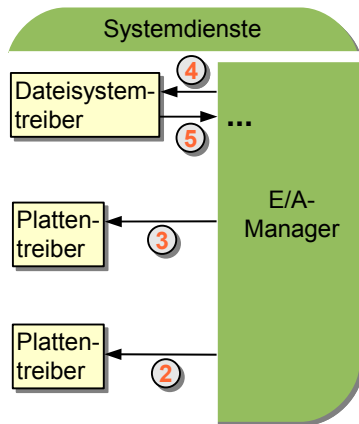 Systemdienste
4
Dateisystem-
treiber
5
...
E/A-
Manager
Platten-
treiber
3
Platten-
treiber
2